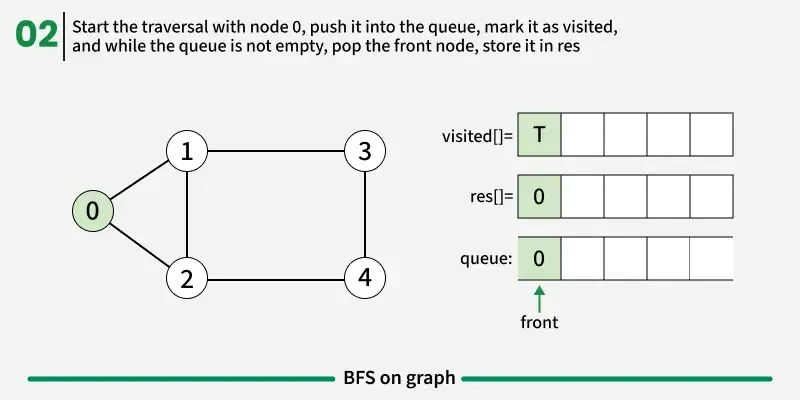 02
Start the traversal with node 0, push it into the queue, mark it as visited,
and while the queue is not empty, pop the front node, store it in res
1
3
0
2
4
visited[]= T
res[]= 0
queue: 0
front
BFS on graph